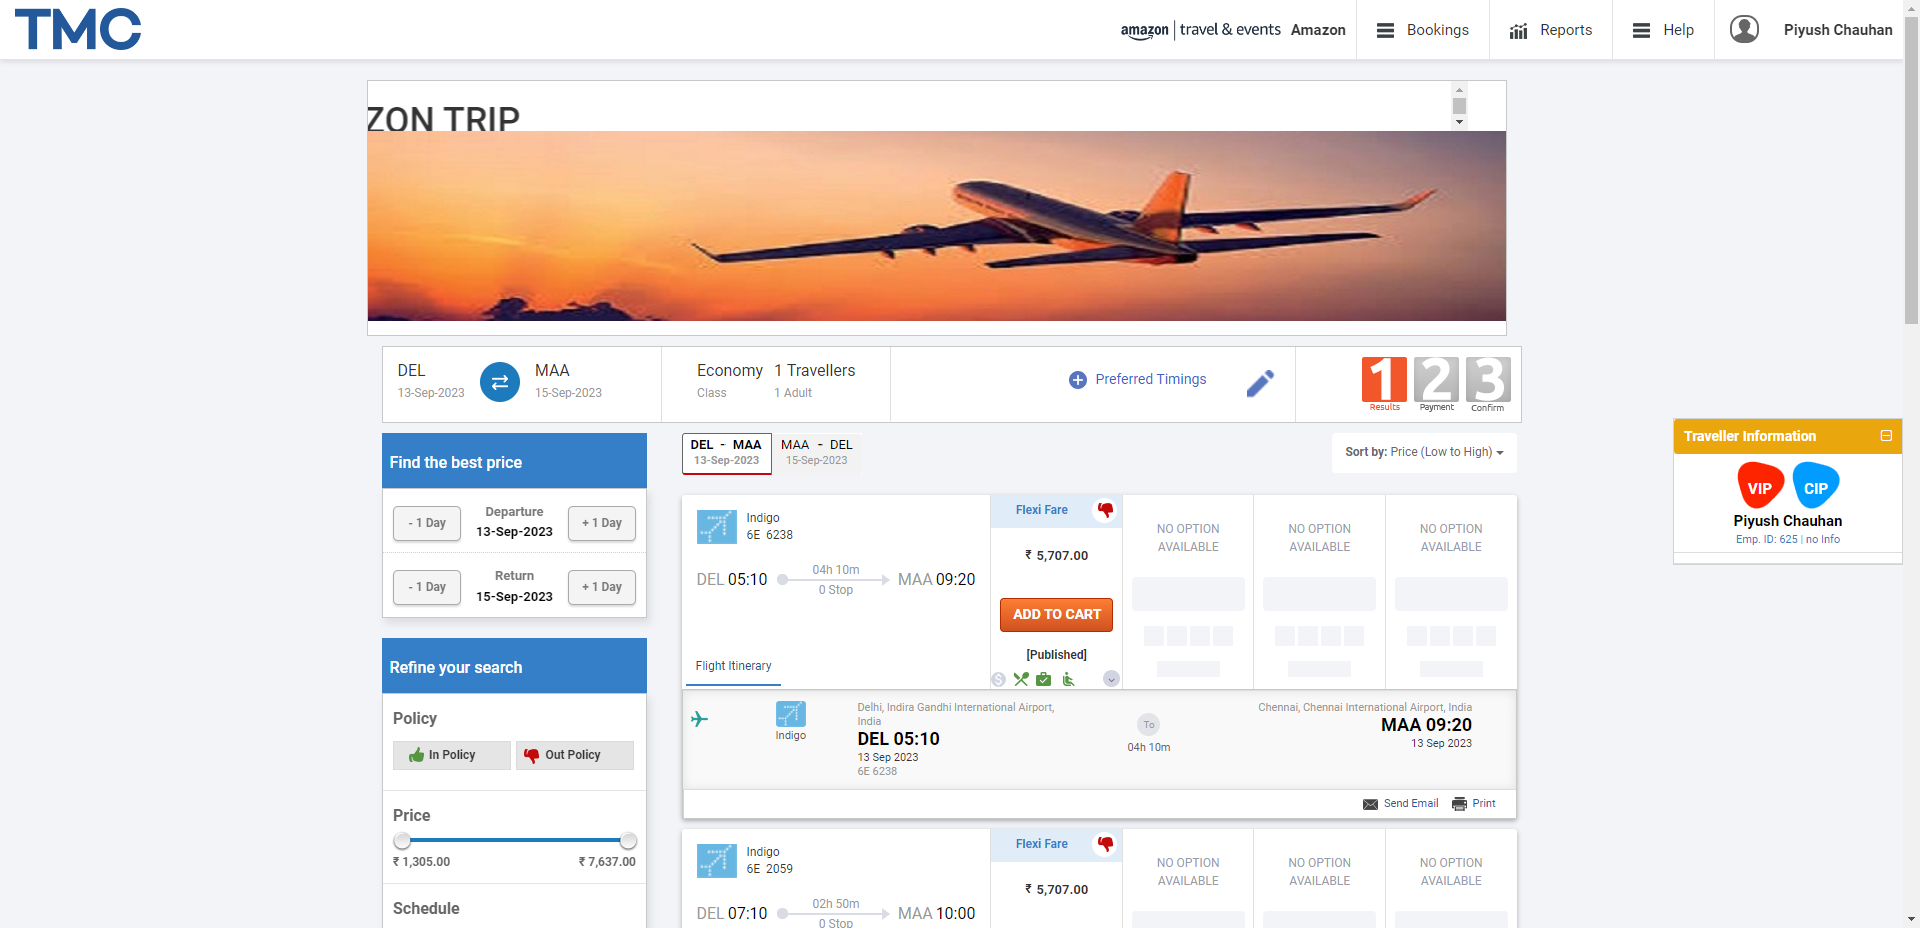 TMC
amazon travel & events Amazon
Bookings
Reports
Help
Piyush Chauhan
ZON TRIP
DEL
13-Sep-2023
MAA
15-Sep-2023
Economy
Class
1 Travellers
1 Adult
Preferred Timings
1 2 3
Results Payment Confirm
Find the best price
- 1 Day
Departure
13-Sep-2023
+ 1 Day
- 1 Day
Return
15-Sep-2023
+ 1 Day
Refine your search
Policy
In Policy
Out Policy
Price
₹ 1,305.00
₹ 7,637.00
Schedule
DEL - MAA
13-Sep-2023
MAA - DEL
15-Sep-2023
Sort by: Price (Low to High)
Indigo
6E 6238
DEL 05:10
04h 10m
0 Stop
MAA 09:20
Flight Itinerary
Flexi Fare
₹ 5,707.00
ADD TO CART
[Published]
NO OPTION
AVAILABLE
NO OPTION
AVAILABLE
NO OPTION
AVAILABLE
Indigo
Delhi, Indira Gandhi International Airport,
India
DEL 05:10
13 Sep 2023
6E 6238
To
04h 10m
Chennai, Chennai International Airport, India
MAA 09:20
13 Sep 2023
Send Email
Print
Indigo
6E 2059
DEL 07:10
02h 50m
0 Stop
MAA 10:00
Flexi Fare
₹ 5,707.00
NO OPTION
AVAILABLE
NO OPTION
AVAILABLE
NO OPTION
AVAILABLE
Traveller Information
VIP
CIP
Piyush Chauhan
Emp. ID: 625 | no Info